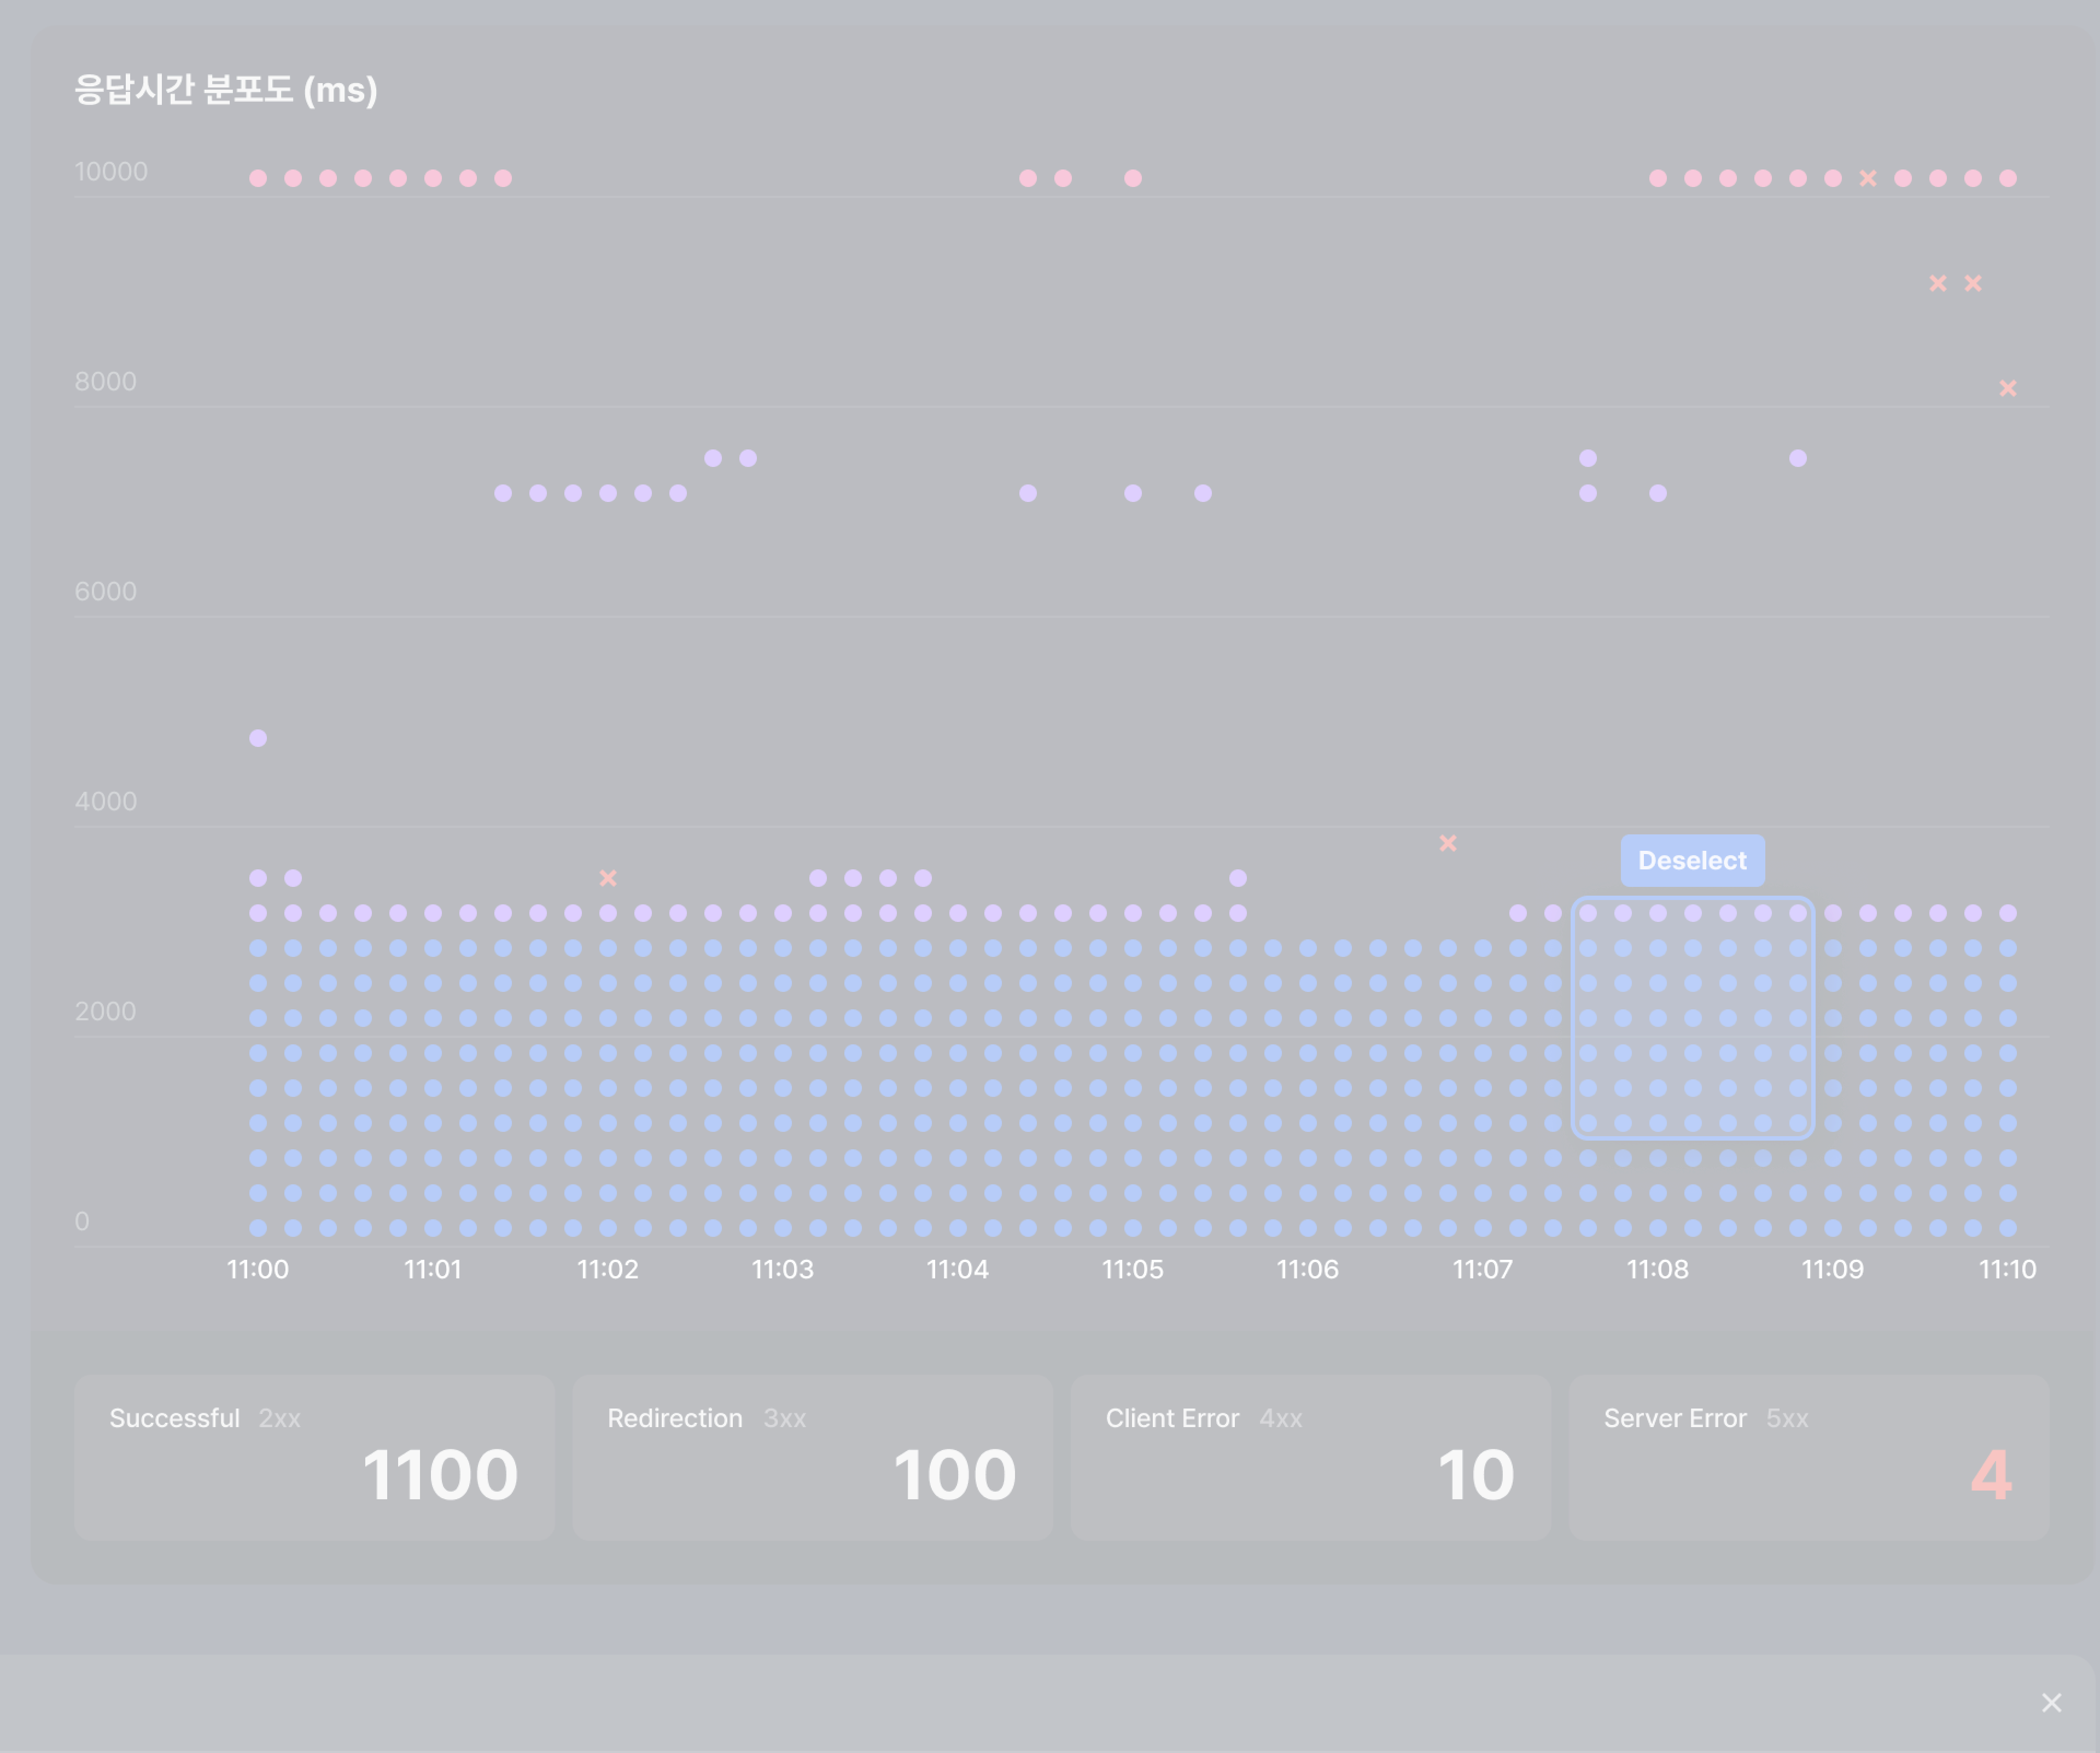 응답시간 분포도 (ms)
10000
8000
6000
4000
Deselect
2000
0
11:00 11:01 11:02 11:03 11:04 11:05 11:06 11:07 11:08 11:09 11:10
Successful 2xx
1100
Redirection 3xx
100
Client Error 4xx
10
Server Error 5xx
4